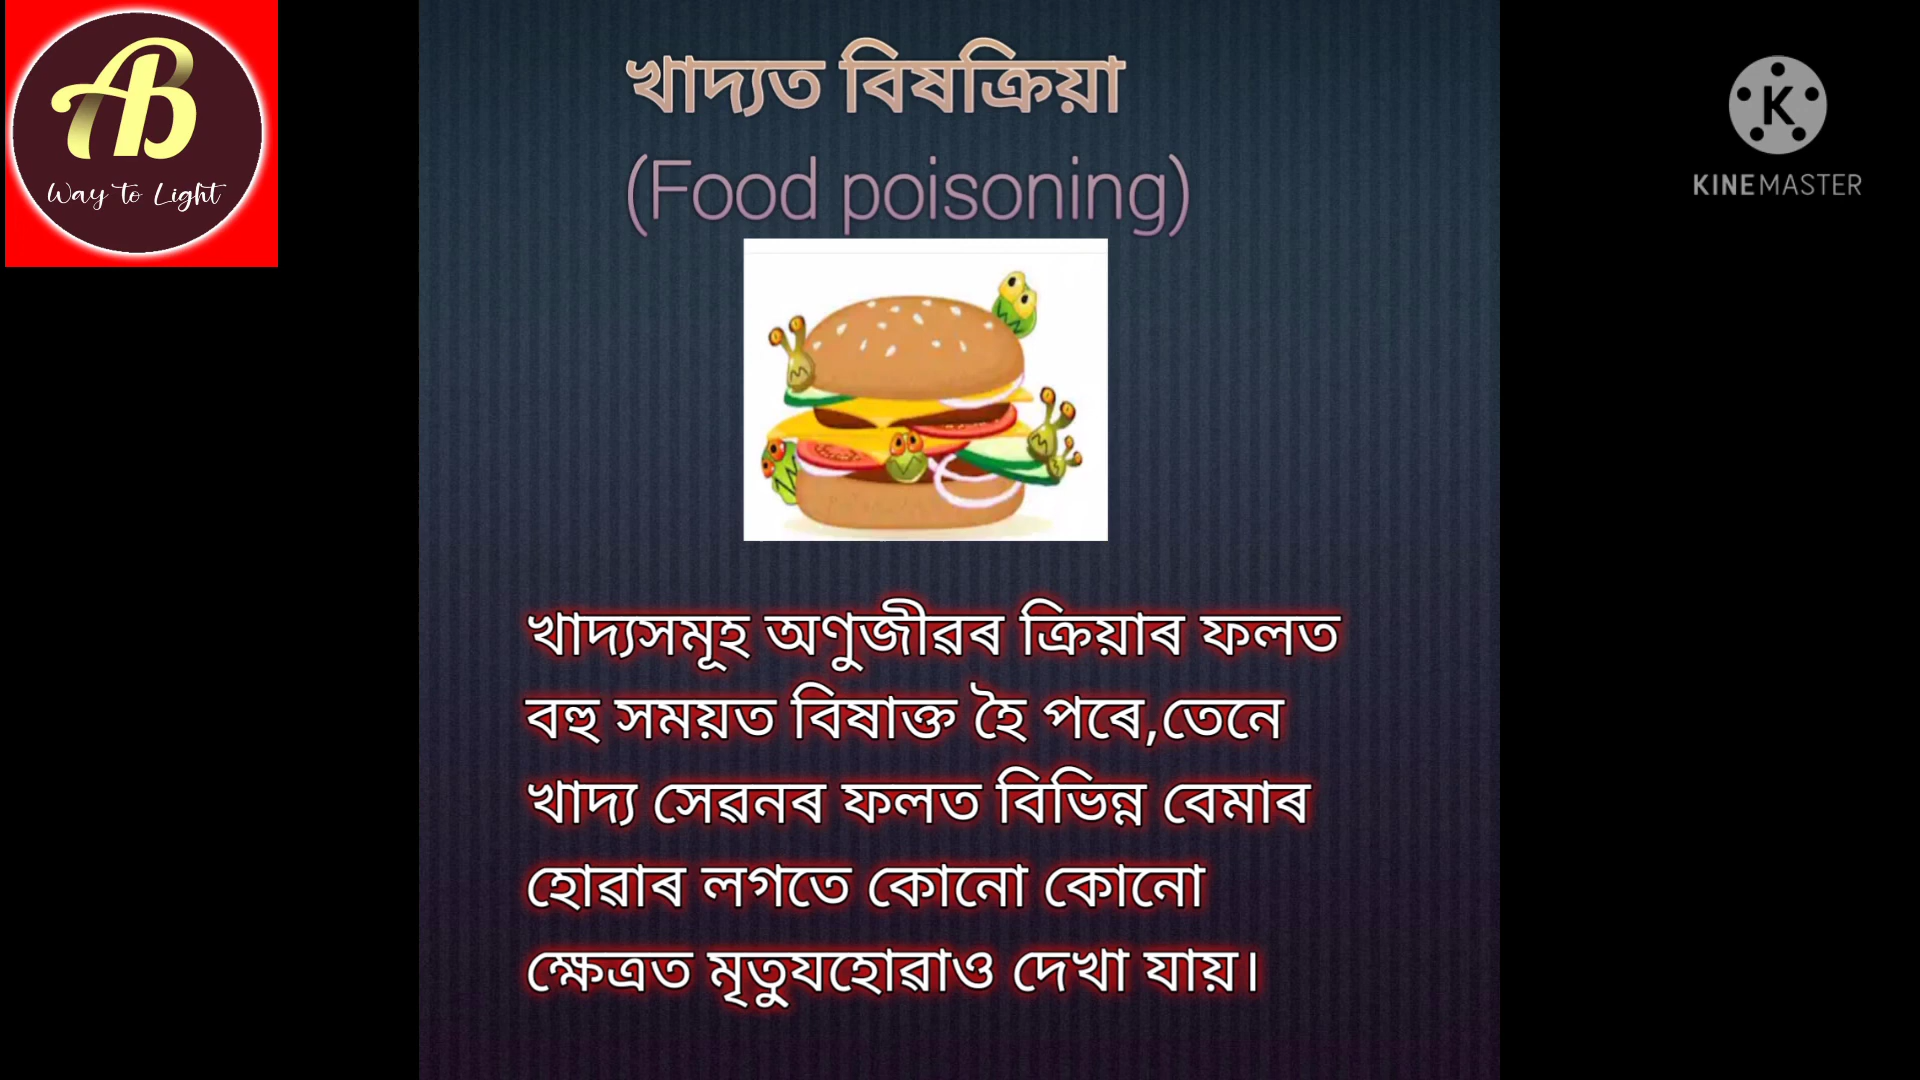 AB
Way to Light
খাদ্যত বিষক্ৰিয়া
(Food poisoning)
K
KINEMASTER
খাদ্যসমূহ অণুজীৱৰ ক্ৰিয়াৰ ফলত
বহু সময়ত বিষাক্ত হৈ পৰে,তেনে
খাদ্য সেৱনৰ ফলত বিভিন্ন বেমাৰ
হোৱাৰ লগতে কোনো কোনো
ক্ষেত্ৰত মৃত্যুহোৱাও দেখা যায়।